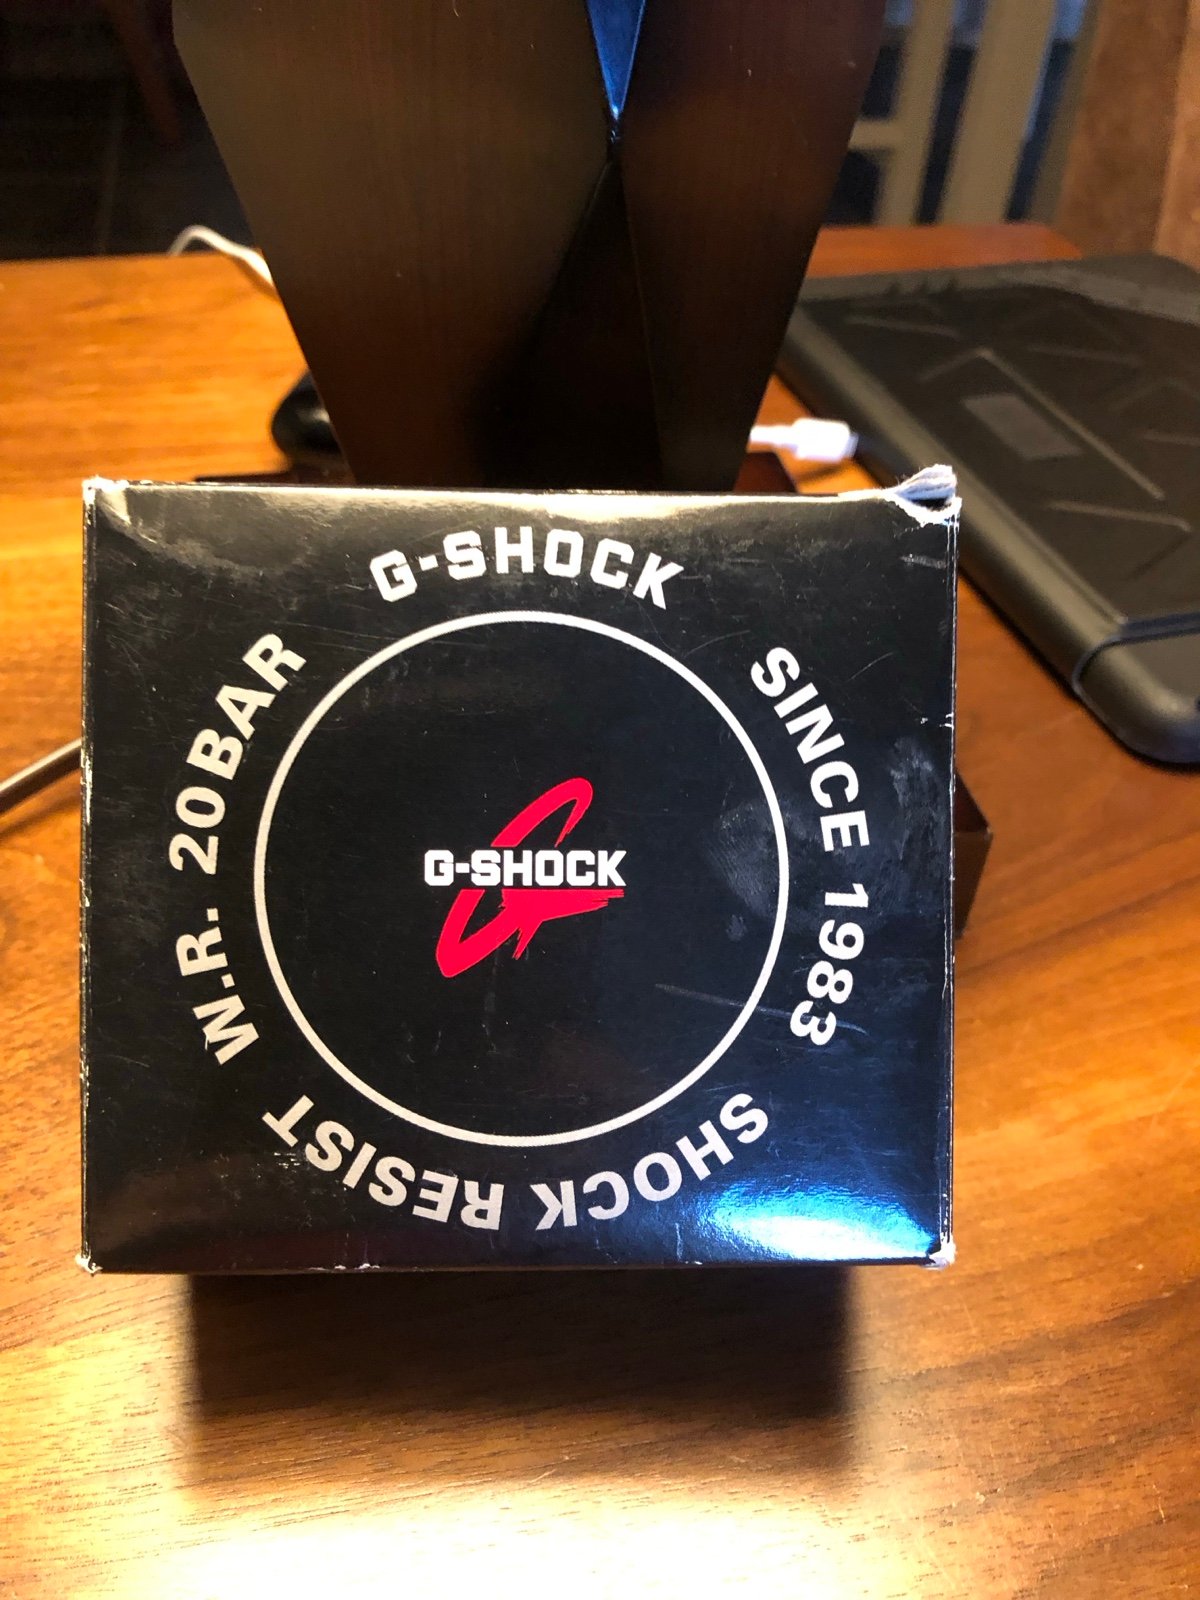 G-SHOCK
SINCE 1983
SHOCK RESIST
W.R. 20BAR
G-SHOCK